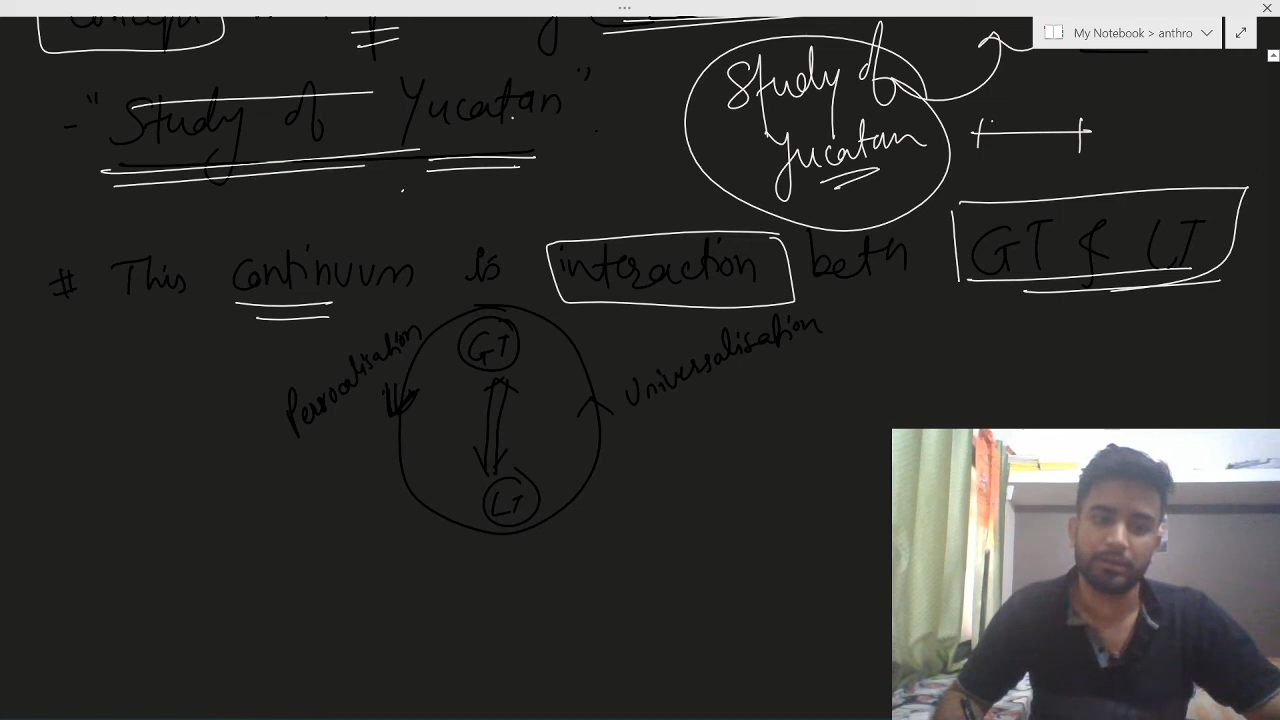 My Notebook > anthro
Concept
- "Study of Yucatan".
Study of
Yucatan
# This continuum is interaction betn GT & LT
GT
Universalisation
LT